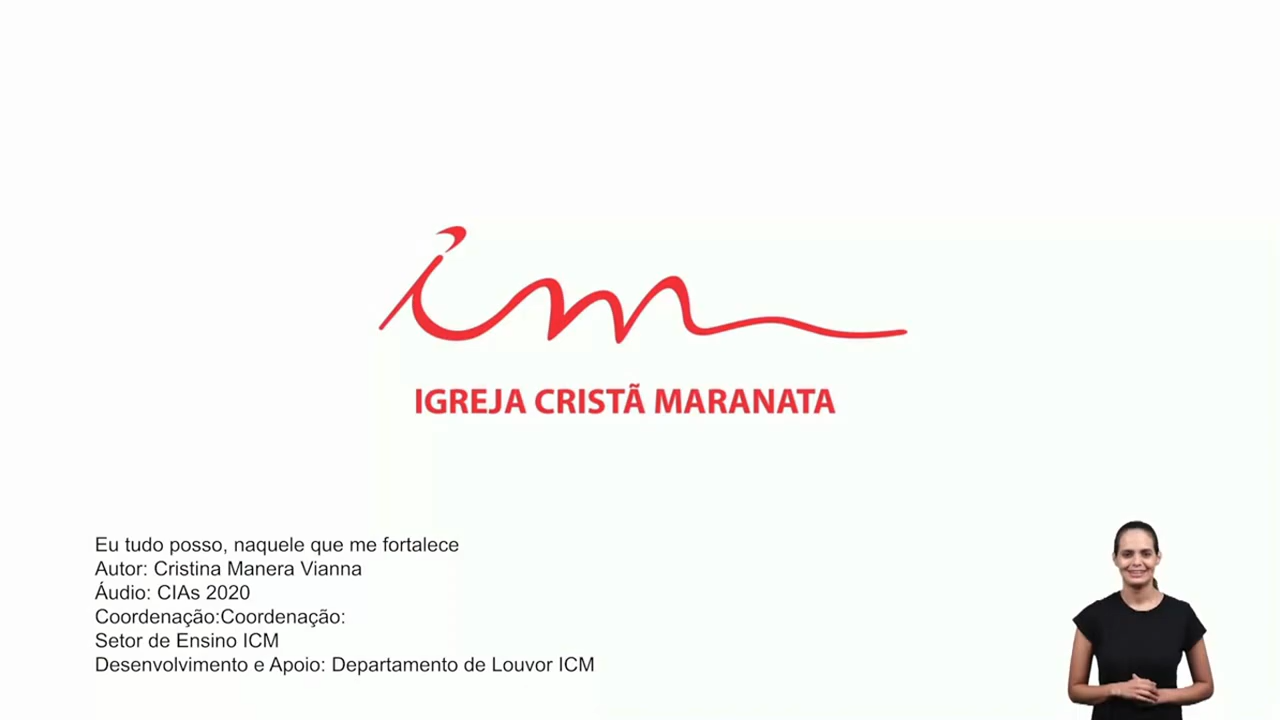 icm
IGREJA CRISTÃ MARANATA
Eu tudo posso, naquele que me fortalece
Autor: Cristina Manera Vianna
Áudio: CIAs 2020
Coordenação:Coordenação:
Setor de Ensino ICM
Desenvolvimento e Apoio: Departamento de Louvor ICM